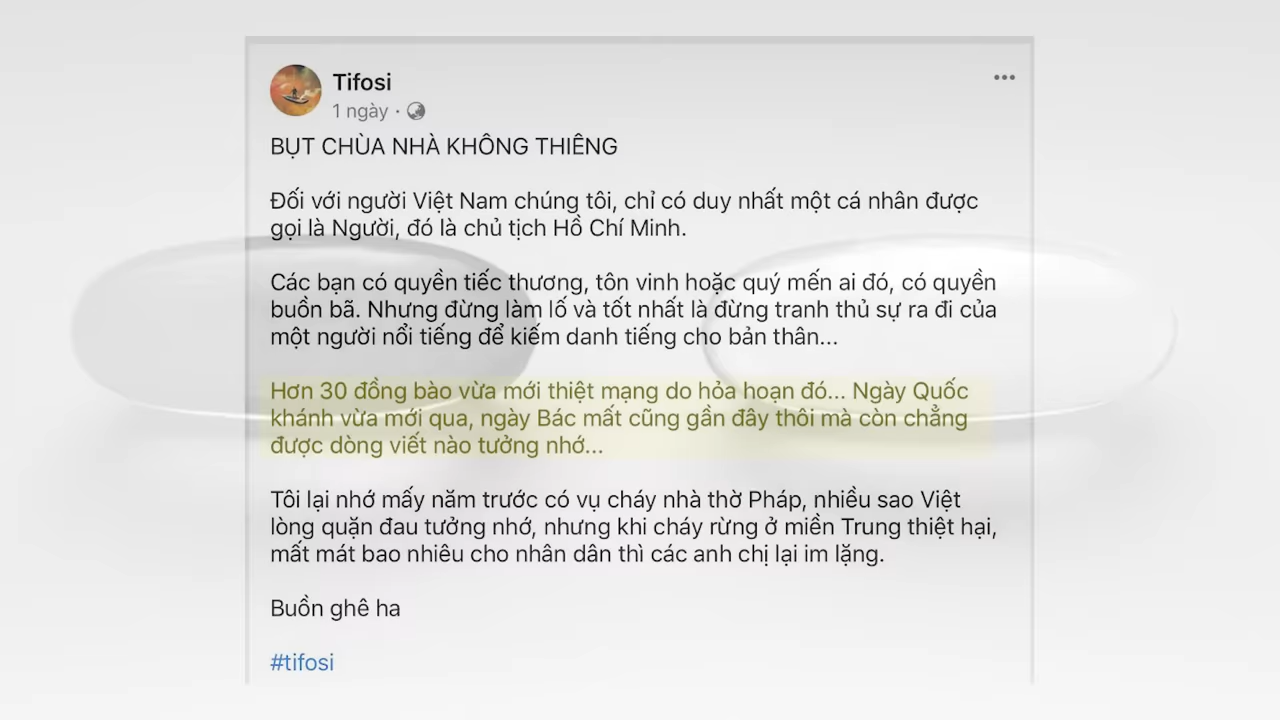 Tifosi
1 ngày ·
BỤT CHÙA NHÀ KHÔNG THIÊNG
Đối với người Việt Nam chúng tôi, chỉ có duy nhất một cá nhân được
gọi là Người, đó là chủ tịch Hồ Chí Minh.
Các bạn có quyền tiếc thương, tôn vinh hoặc quý mến ai đó, có quyền
buồn bã. Nhưng đừng làm lố và tốt nhất là đừng tranh thủ sự ra đi của
một người nổi tiếng để kiếm danh tiếng cho bản thân...
Hơn 30 đồng bào vừa mới thiệt mạng do hỏa hoạn đó... Ngày Quốc
khánh vừa mới qua, ngày Bác mất cũng gần đây thôi mà còn chẳng
được dòng viết nào tưởng nhớ...
Tôi lại nhớ mấy năm trước có vụ cháy nhà thờ Pháp, nhiều sao Việt
lòng quặn đau tưởng nhớ, nhưng khi cháy rừng ở miền Trung thiệt hại,
mất mát bao nhiêu cho nhân dân thì các anh chị lại im lặng.
Buồn ghê ha
#tifosi